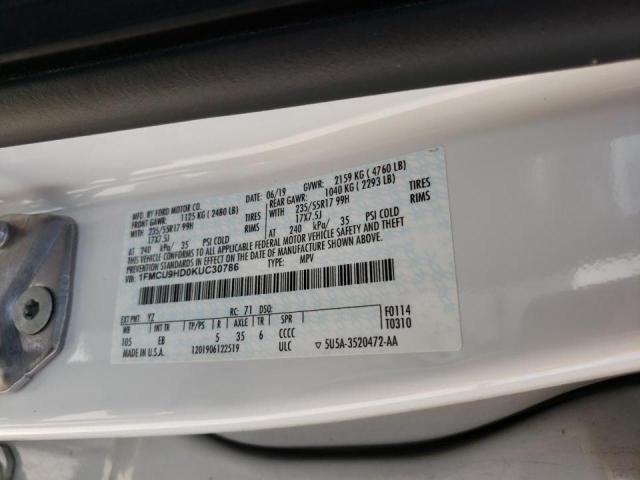 MFD. BY FORD MOTOR CO.
DATE: 06/19 GVWR: 2159 KG (4760 LB)
FRONT GAWR: 1125 KG (2480 LB) REAR GAWR: 1040 KG (2293 LB)
235/55R17 99H TIRES 235/55R17 99H TIRES
17X7.5J RIMS 17X7.5J RIMS
AT 240 kPa/ 35 PSI COLD AT 240 kPa/ 35 PSI COLD
THIS VEHICLE CONFORMS TO ALL APPLICABLE FEDERAL MOTOR VEHICLE SAFETY AND THEFT
PREVENTION STANDARDS IN EFFECT ON THE DATE OF MANUFACTURE SHOWN ABOVE.
VIN: 1FMCU9HD0KUC30786 TYPE: MPV
EXT PNT: YZ RC: 71 DSO: F0114
WB INT TR TP/PS R AXLE TR SPR T0310
105 EB 5 35 6 CCCC
MADE IN U.S.A. 1201906122519 ULC ▽ 5U5A-3520472-AA